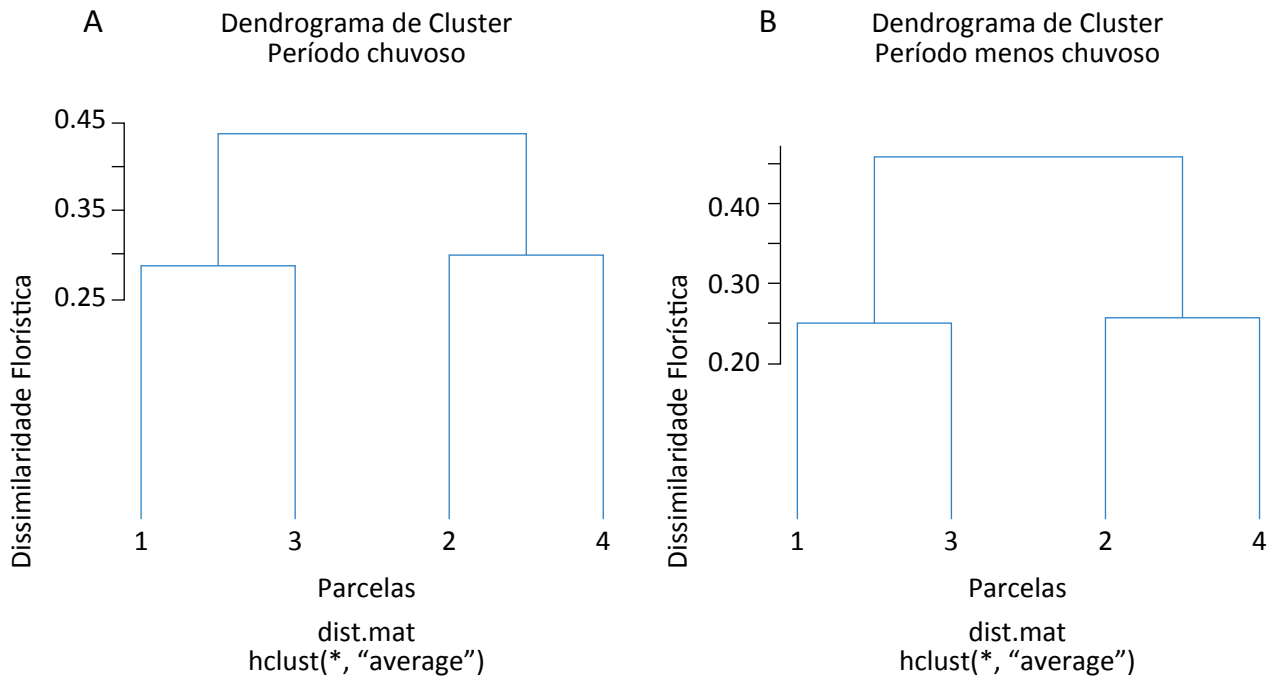 A
Dendrograma de Cluster
Período chuvoso
0.45
0.35
0.25
Dissimilaridade Florística
1
3
2
4
Parcelas
dist.mat
hclust(*, “average”)
B
Dendrograma de Cluster
Período menos chuvoso
0.40
0.30
0.20
Dissimilaridade Florística
1
3
2
4
Parcelas
dist.mat
hclust(*, “average”)